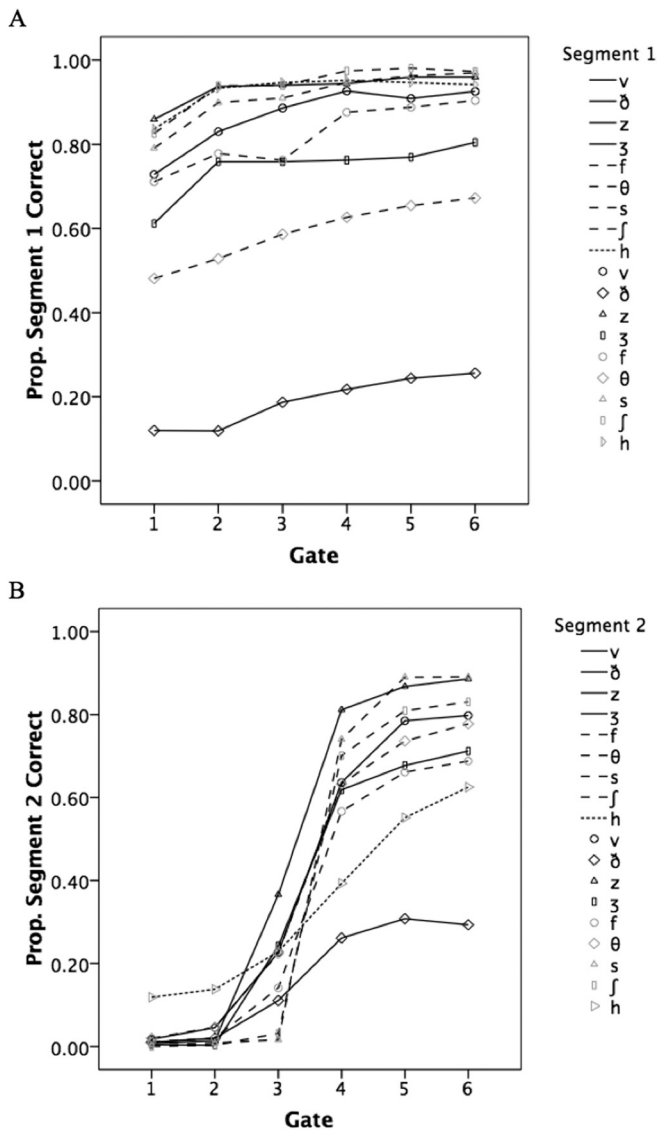 A
Prop. Segment 1 Correct
1.00
0.80
0.60
0.40
0.20
0.00
1 2 3 4 5 6
Gate
Segment 1
v
ð
z
ʒ
f
θ
s
ʃ
h
v
ð
z
ʒ
f
θ
s
ʃ
h
B
Prop. Segment 2 Correct
1.00
0.80
0.60
0.40
0.20
0.00
1 2 3 4 5 6
Gate
Segment 2
v
ð
z
ʒ
f
θ
s
ʃ
h
v
ð
z
ʒ
f
θ
s
ʃ
h